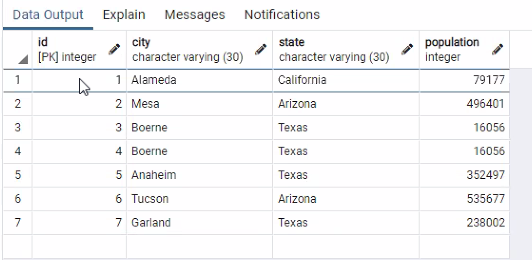 Data Output Explain Messages Notifications
id city state population
[PK] integer character varying (30) character varying (30) integer
1 1 Alameda California 79177
2 2 Mesa Arizona 496401
3 3 Boerne Texas 16056
4 4 Boerne Texas 16056
5 5 Anaheim Texas 352497
6 6 Tucson Arizona 535677
7 7 Garland Texas 238002